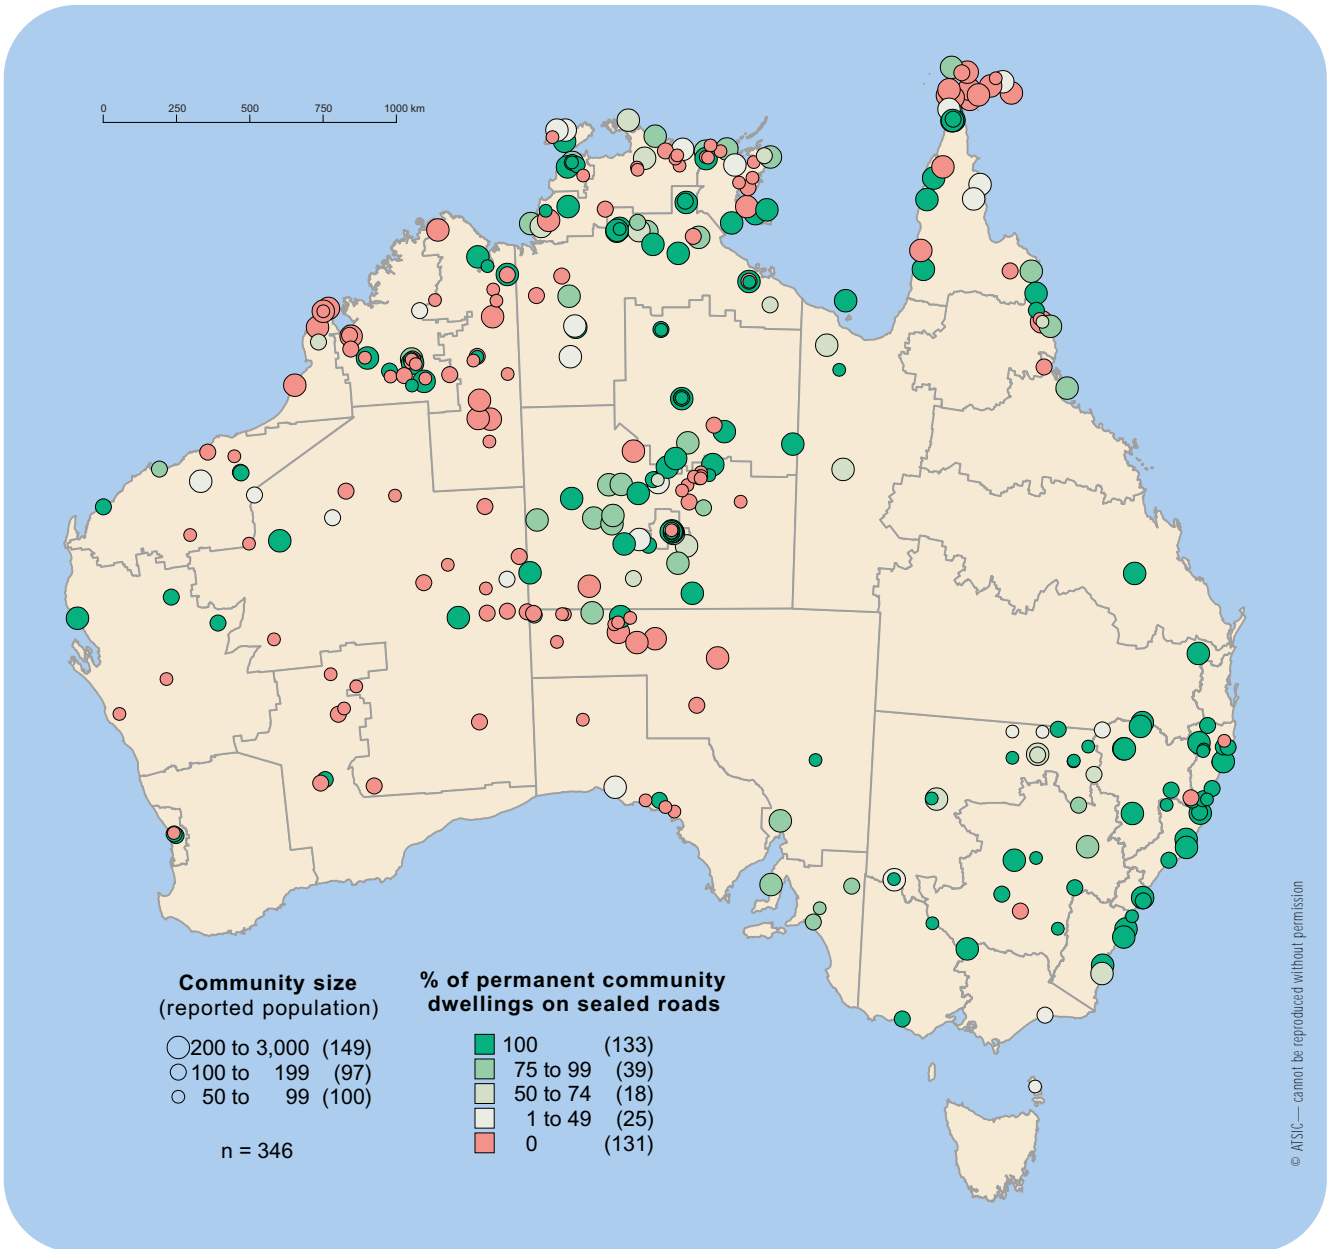 0 250 500 750 1000 km
Community size
(reported population)
200 to 3,000 (149)
100 to 199 (97)
50 to 99 (100)
n = 346
% of permanent community
dwellings on sealed roads
100 (133)
75 to 99 (39)
50 to 74 (18)
1 to 49 (25)
0 (131)
© ATSIC— cannot be reproduced without permission